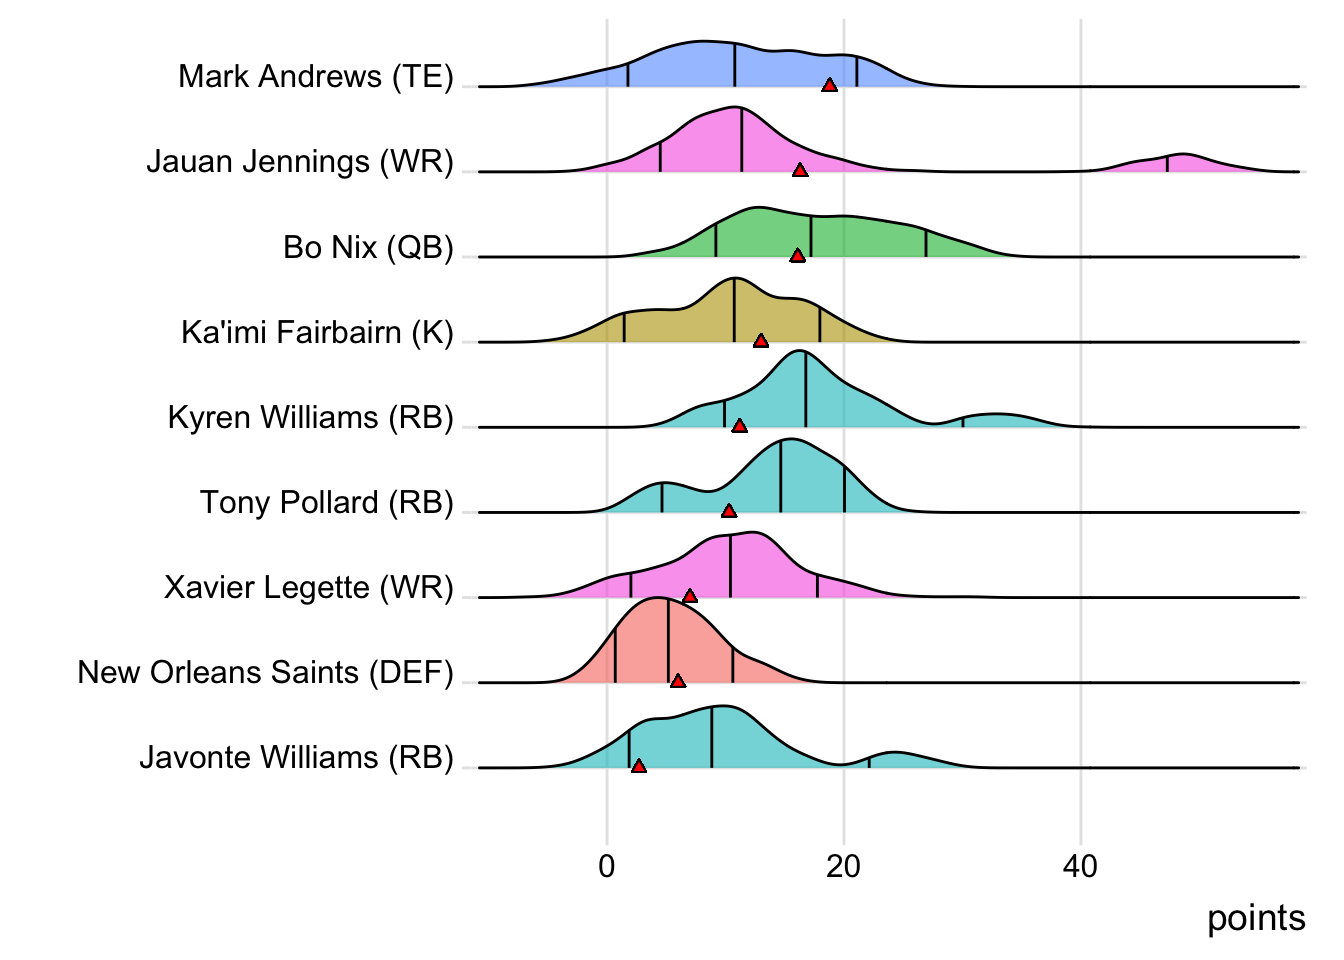 Mark Andrews (TE)
Jauan Jennings (WR)
Bo Nix (QB)
Ka'imi Fairbairn (K)
Kyren Williams (RB)
Tony Pollard (RB)
Xavier Legette (WR)
New Orleans Saints (DEF)
Javonte Williams (RB)
0 20 40
points